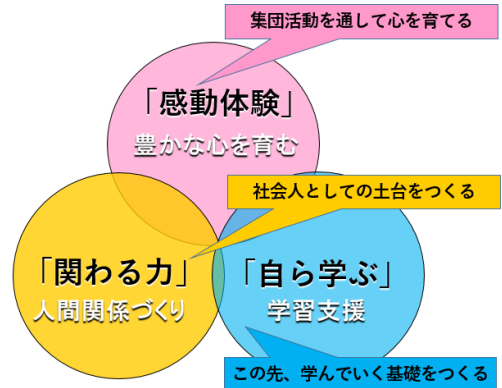 集団活動を通して心を育てる
「感動体験」
豊かな心を育む
社会人としての土台をつくる
「関わる力」
人間関係づくり
「自ら学ぶ」
学習支援
この先、学んでいく基礎をつくる